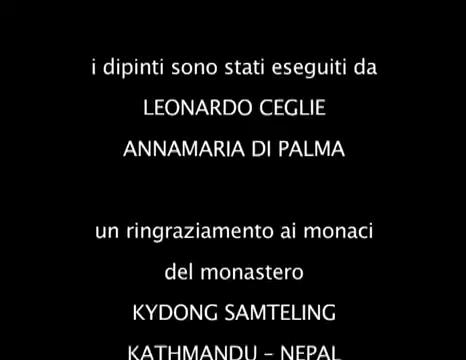 i dipinti sono stati eseguiti da
LEONARDO CEGLIE
ANNAMARIA DI PALMA
un ringraziamento ai monaci
del monastero
KYDONG SAMTELING
KATHMANDU – NEPAL